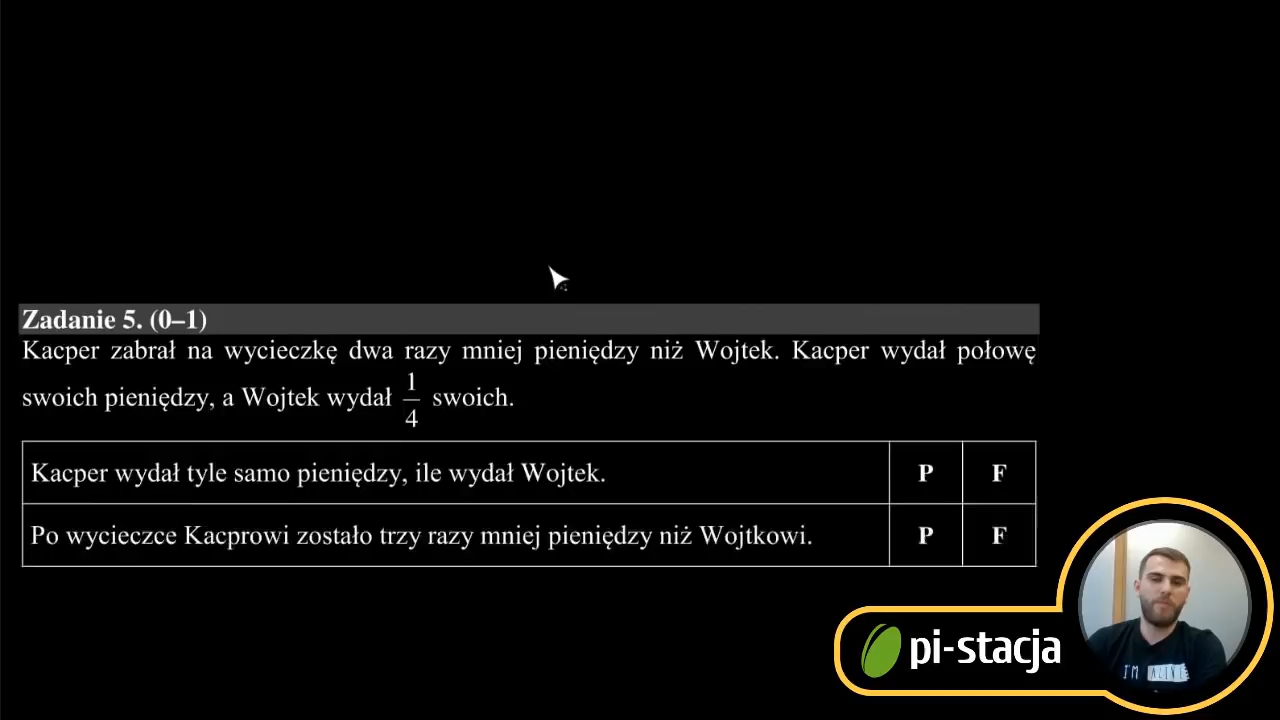 Zadanie 5. (0–1)
Kacper zabrał na wycieczkę dwa razy mniej pieniędzy niż Wojtek. Kacper wydał połowę
swoich pieniędzy, a Wojtek wydał 1/4 swoich.
Kacper wydał tyle samo pieniędzy, ile wydał Wojtek. P F
Po wycieczce Kacprowi zostało trzy razy mniej pieniędzy niż Wojtkowi. P F
pi-stacja
I'M